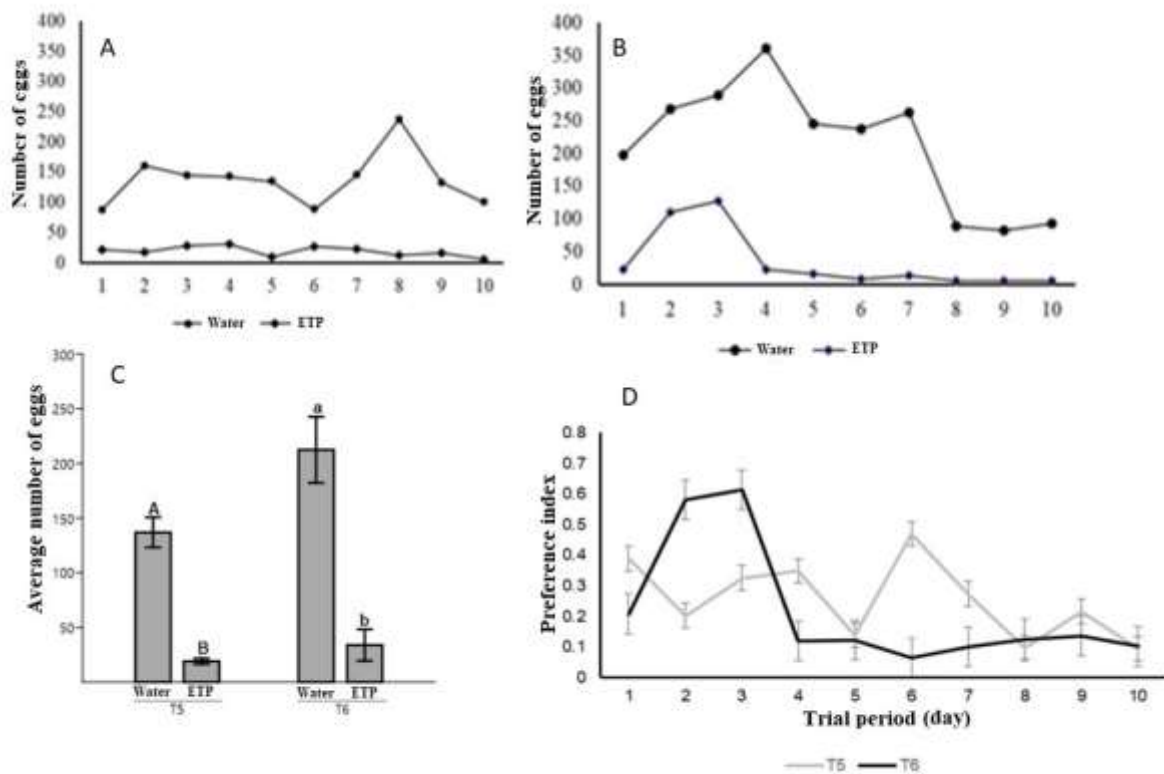 A
Number of eggs
400
350
300
250
200
150
100
50
0
1 2 3 4 5 6 7 8 9 10
Water ETP
B
Number of eggs
400
350
300
250
200
150
100
50
0
1 2 3 4 5 6 7 8 9 10
Water ETP
C
Average number of eggs
300
250
200
150
100
50
A
B
a
b
Water ETP Water ETP
T5 T6
D
Preference index
0.8
0.7
0.6
0.5
0.4
0.3
0.2
0.1
0
1 2 3 4 5 6 7 8 9 10
Trial period (day)
T5 T6